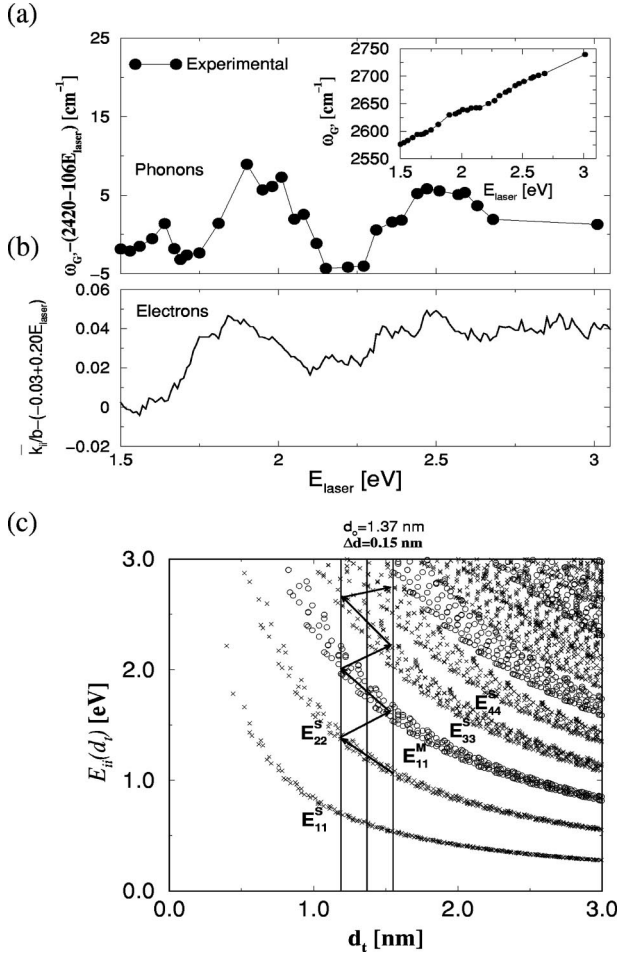 (a)
25
15
5
−5
ω_G'−(2420−106E_laser) [cm⁻¹]
Experimental
Phonons
2750
2700
2650
2600
2550
ω_G' [cm⁻¹]
1.5 2 2.5 3
E_laser [eV]
(b)
0.06
0.04
0.02
0
−0.02
k_ii/b−(−0.03+0.20E_laser)
Electrons
1.5 2 2.5 3
E_laser [eV]
(c)
d_o=1.37 nm
Δd=0.15 nm
3.0
2.0
1.0
0.0
E_ii(d_t) [eV]
E^S_22
E^S_11
E^M_11
E^S_33
E^S_44
0.0 1.0 2.0 3.0
d_t [nm]